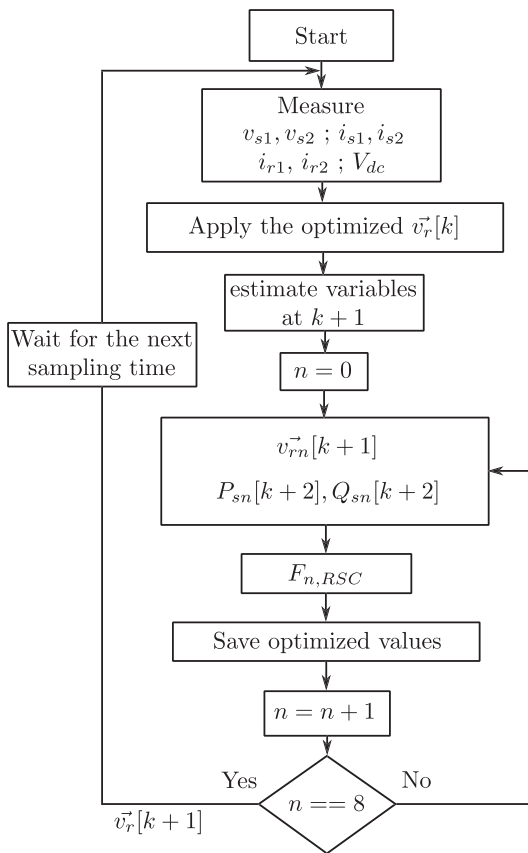 Start
Measure
$v_{s1}, v_{s2}$ ; $i_{s1}, i_{s2}$
$i_{r1}, i_{r2}$ ; $V_{dc}$
Apply the optimized $\vec{v_r}[k]$
estimate variables
at $k+1$
Wait for the next
sampling time
$n = 0$
$\vec{v_{rn}}[k+1]$
$P_{sn}[k+2], Q_{sn}[k+2]$
$F_{n,RSC}$
Save optimized values
$n = n + 1$
Yes
No
$n == 8$
$\vec{v_r}[k+1]$